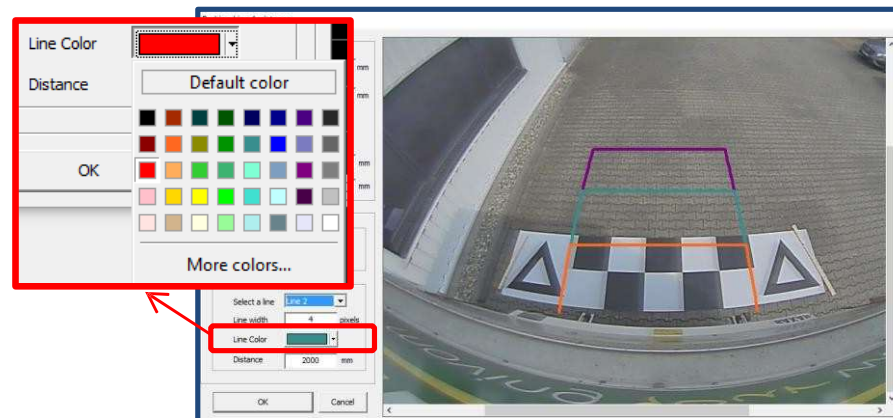 Line Color
Distance
Default color
OK
More colors...
mm
mm
mm
mm
Select a line
Line 2
Line width
4
pixels
Line Color
Distance
2000
mm
OK
Cancel